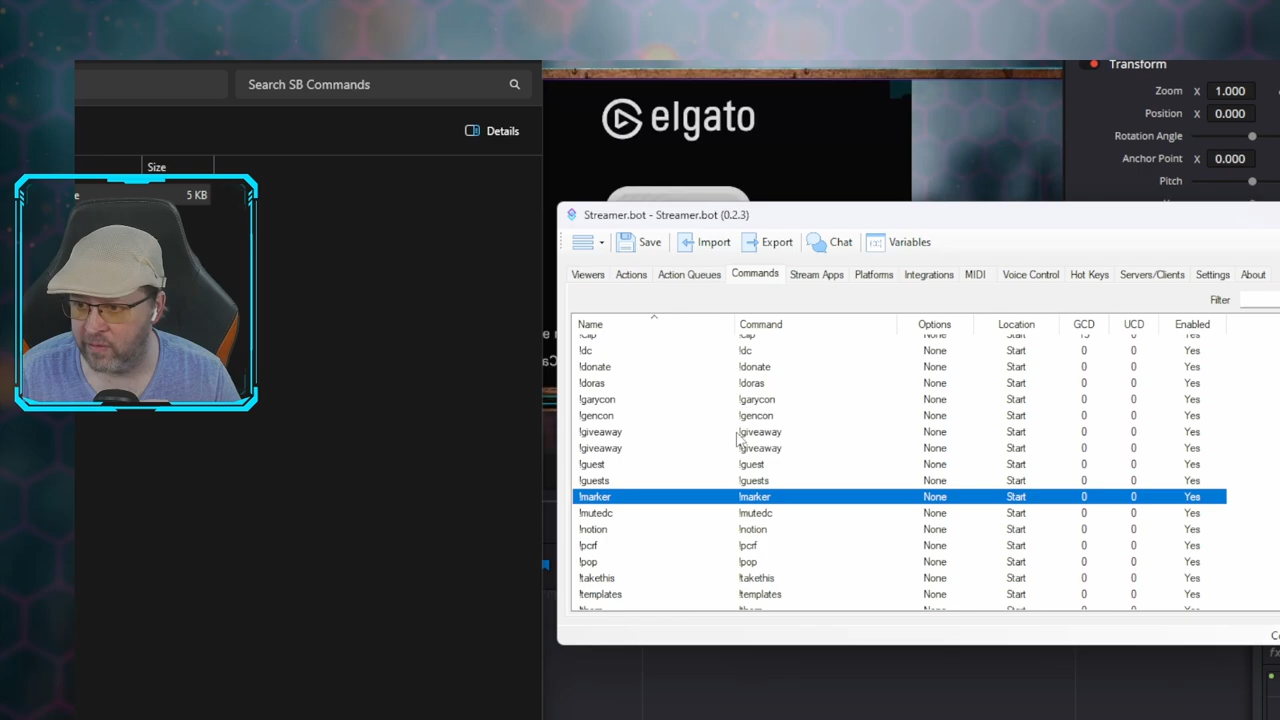 Search SB Commands
Details
Size
e
5 KB
elgato
Transform
Zoom X 1.000
Position X 0.000
Rotation Angle
Anchor Point X 0.000
Pitch
Streamer.bot - Streamer.bot (0.2.3)
Save Import Export Chat Variables
Viewers Actions Action Queues Commands Stream Apps Platforms Integrations MIDI Voice Control Hot Keys Servers/Clients Settings About
Filter
Name Command Options Location GCD UCD Enabled
!clip !clip None Start 15 0 Yes
!dc !dc None Start 0 0 Yes
!donate !donate None Start 0 0 Yes
!doras !doras None Start 0 0 Yes
!garycon !garycon None Start 0 0 Yes
!gencon !gencon None Start 0 0 Yes
!giveaway !giveaway None Start 0 0 Yes
!giveaway !giveaway None Start 0 0 Yes
!guest !guest None Start 0 0 Yes
!guests !guests None Start 0 0 Yes
!marker !marker None Start 0 0 Yes
!mutedc !mutedc None Start 0 0 Yes
!notion !notion None Start 0 0 Yes
!pcrf !pcrf None Start 0 0 Yes
!pop !pop None Start 0 0 Yes
!takethis !takethis None Start 0 0 Yes
!templates !templates None Start 0 0 Yes